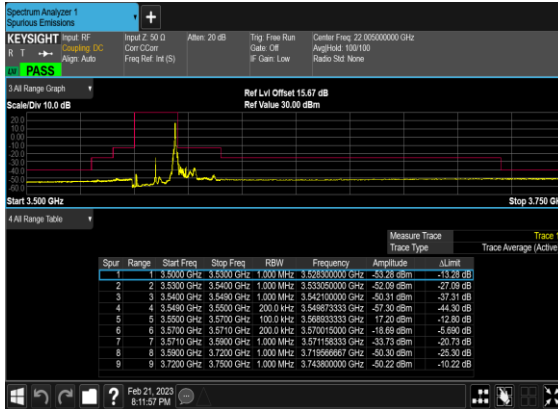 Spectrum Analyzer 1
Spurious Emissions
KEYSIGHT Input: RF Input Z: 50 Ω Atten: 20 dB Trig: Free Run Center Freq: 22.005000000 GHz
R T Coupling: DC Corr CCorr Gate: Off Avg|Hold: 100/100
Align: Auto Freq Ref: Int (S) IF Gain: Low Radio Std: None
PASS
3 All Range Graph Ref Lvl Offset 15.67 dB
Scale/Div 10.0 dB Ref Value 30.00 dBm
20.0
10.0
0.00
-10.0
-20.0
-30.0
-40.0
-50.0
-60.0
Start 3.500 GHz Stop 3.750 GH
4 All Range Table
Measure Trace Trace 1
Trace Type Trace Average (Active
Spur Range Start Freq Stop Freq RBW Frequency Amplitude ΔLimit
1 1 3.5000 GHz 3.5300 GHz 1.000 MHz 3.528300000 GHz -53.28 dBm -13.28 dB
2 2 3.5300 GHz 3.5400 GHz 1.000 MHz 3.533050000 GHz -52.09 dBm -27.09 dB
3 3 3.5400 GHz 3.5490 GHz 1.000 MHz 3.542100000 GHz -50.31 dBm -37.31 dB
4 4 3.5490 GHz 3.5500 GHz 200.0 kHz 3.549873333 GHz -57.30 dBm -44.30 dB
5 5 3.5500 GHz 3.5700 GHz 100.0 kHz 3.568933333 GHz 17.20 dBm -12.80 dB
6 6 3.5700 GHz 3.5710 GHz 200.0 kHz 3.570015000 GHz -18.69 dBm -5.690 dB
7 7 3.5710 GHz 3.5900 GHz 1.000 MHz 3.571158333 GHz -33.73 dBm -20.73 dB
8 8 3.5900 GHz 3.7200 GHz 1.000 MHz 3.719566667 GHz -50.30 dBm -25.30 dB
9 9 3.7200 GHz 3.7500 GHz 1.000 MHz 3.743800000 GHz -50.22 dBm -10.22 dB
Feb 21, 2023
8:11:57 PM